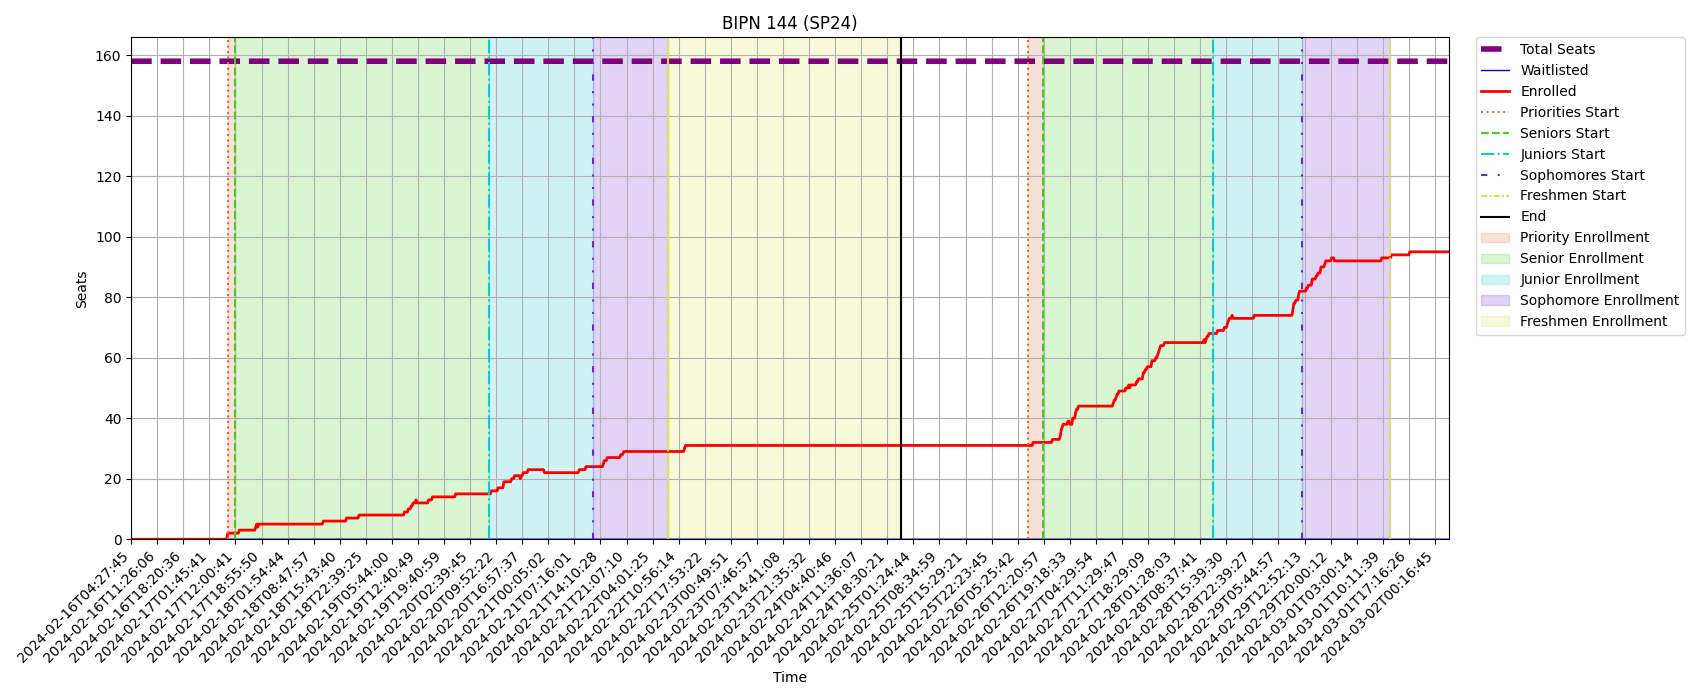 BIPN 144 (SP24)
Seats
160
140
120
100
80
60
40
20
0
2024-02-16T04:27:45
2024-02-16T11:26:06
2024-02-16T18:20:36
2024-02-17T01:45:41
2024-02-17T12:00:41
2024-02-17T18:55:50
2024-02-18T01:54:44
2024-02-18T08:47:57
2024-02-18T15:43:40
2024-02-18T22:39:25
2024-02-19T05:44:00
2024-02-19T12:40:49
2024-02-19T19:40:59
2024-02-20T02:39:45
2024-02-20T09:52:22
2024-02-20T16:57:37
2024-02-21T00:05:02
2024-02-21T07:16:01
2024-02-21T14:10:28
2024-02-21T21:07:10
2024-02-22T04:01:25
2024-02-22T10:56:14
2024-02-22T17:53:22
2024-02-23T00:49:51
2024-02-23T07:46:57
2024-02-23T14:41:08
2024-02-23T21:35:32
2024-02-24T04:40:46
2024-02-24T11:36:07
2024-02-24T18:30:21
2024-02-25T01:24:44
2024-02-25T08:34:59
2024-02-25T15:29:21
2024-02-25T22:23:45
2024-02-26T05:25:42
2024-02-26T12:20:57
2024-02-26T19:18:33
2024-02-27T04:29:54
2024-02-27T11:29:47
2024-02-27T18:29:09
2024-02-28T01:28:03
2024-02-28T08:37:41
2024-02-28T15:39:30
2024-02-28T22:39:27
2024-02-29T05:44:57
2024-02-29T12:52:13
2024-02-29T20:00:12
2024-03-01T03:00:14
2024-03-01T10:11:39
2024-03-01T17:16:26
2024-03-02T00:16:45
Time
Total Seats
Waitlisted
Enrolled
Priorities Start
Seniors Start
Juniors Start
Sophomores Start
Freshmen Start
End
Priority Enrollment
Senior Enrollment
Junior Enrollment
Sophomore Enrollment
Freshmen Enrollment